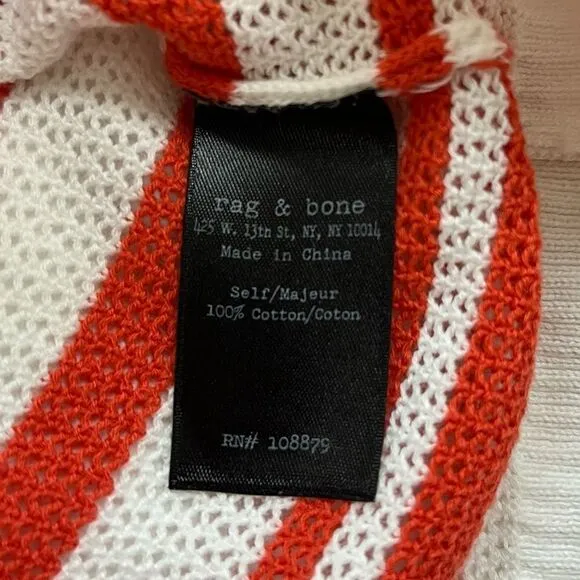 rag & bone
425 W. 13th St, NY, NY 10014
Made in China
Self/Majeur
100% Cotton/Coton
RN# 108879